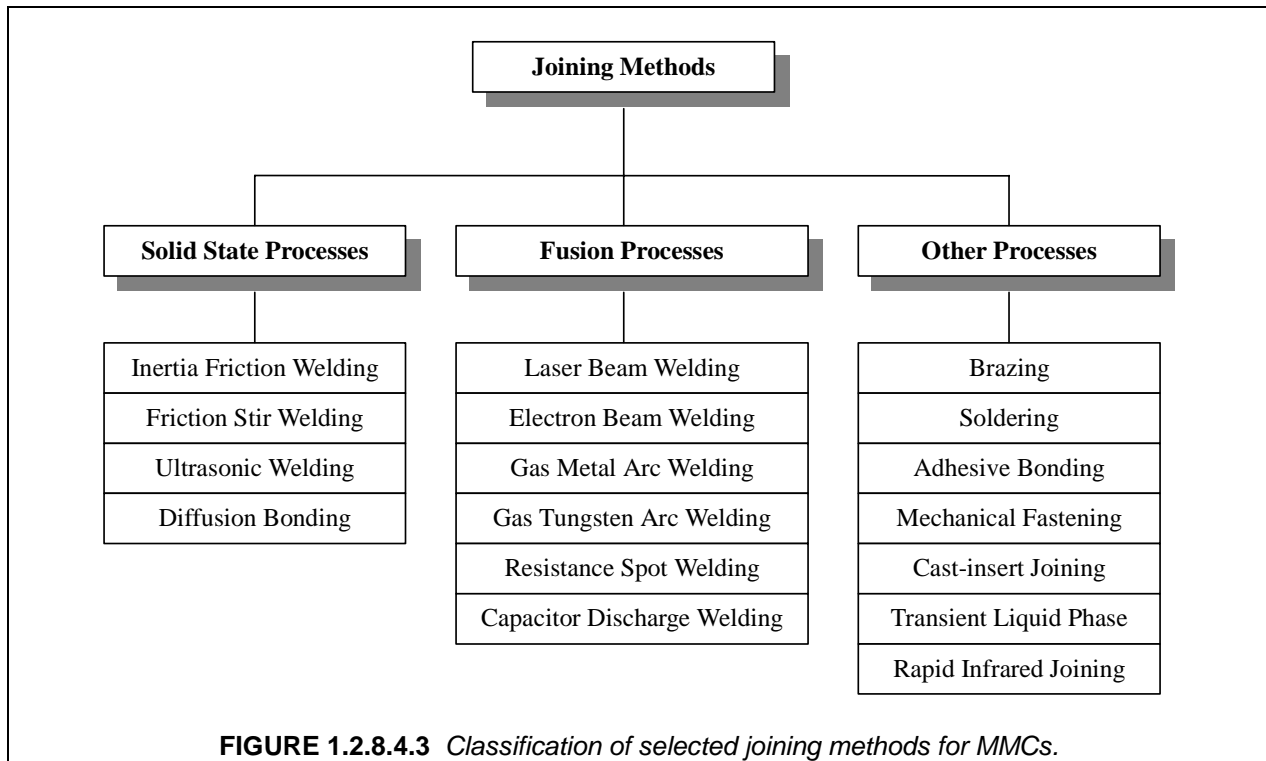 Joining Methods
Solid State Processes
Inertia Friction Welding
Friction Stir Welding
Ultrasonic Welding
Diffusion Bonding
Fusion Processes
Laser Beam Welding
Electron Beam Welding
Gas Metal Arc Welding
Gas Tungsten Arc Welding
Resistance Spot Welding
Capacitor Discharge Welding
Other Processes
Brazing
Soldering
Adhesive Bonding
Mechanical Fastening
Cast-insert Joining
Transient Liquid Phase
Rapid Infrared Joining
FIGURE 1.2.8.4.3 Classification of selected joining methods for MMCs.